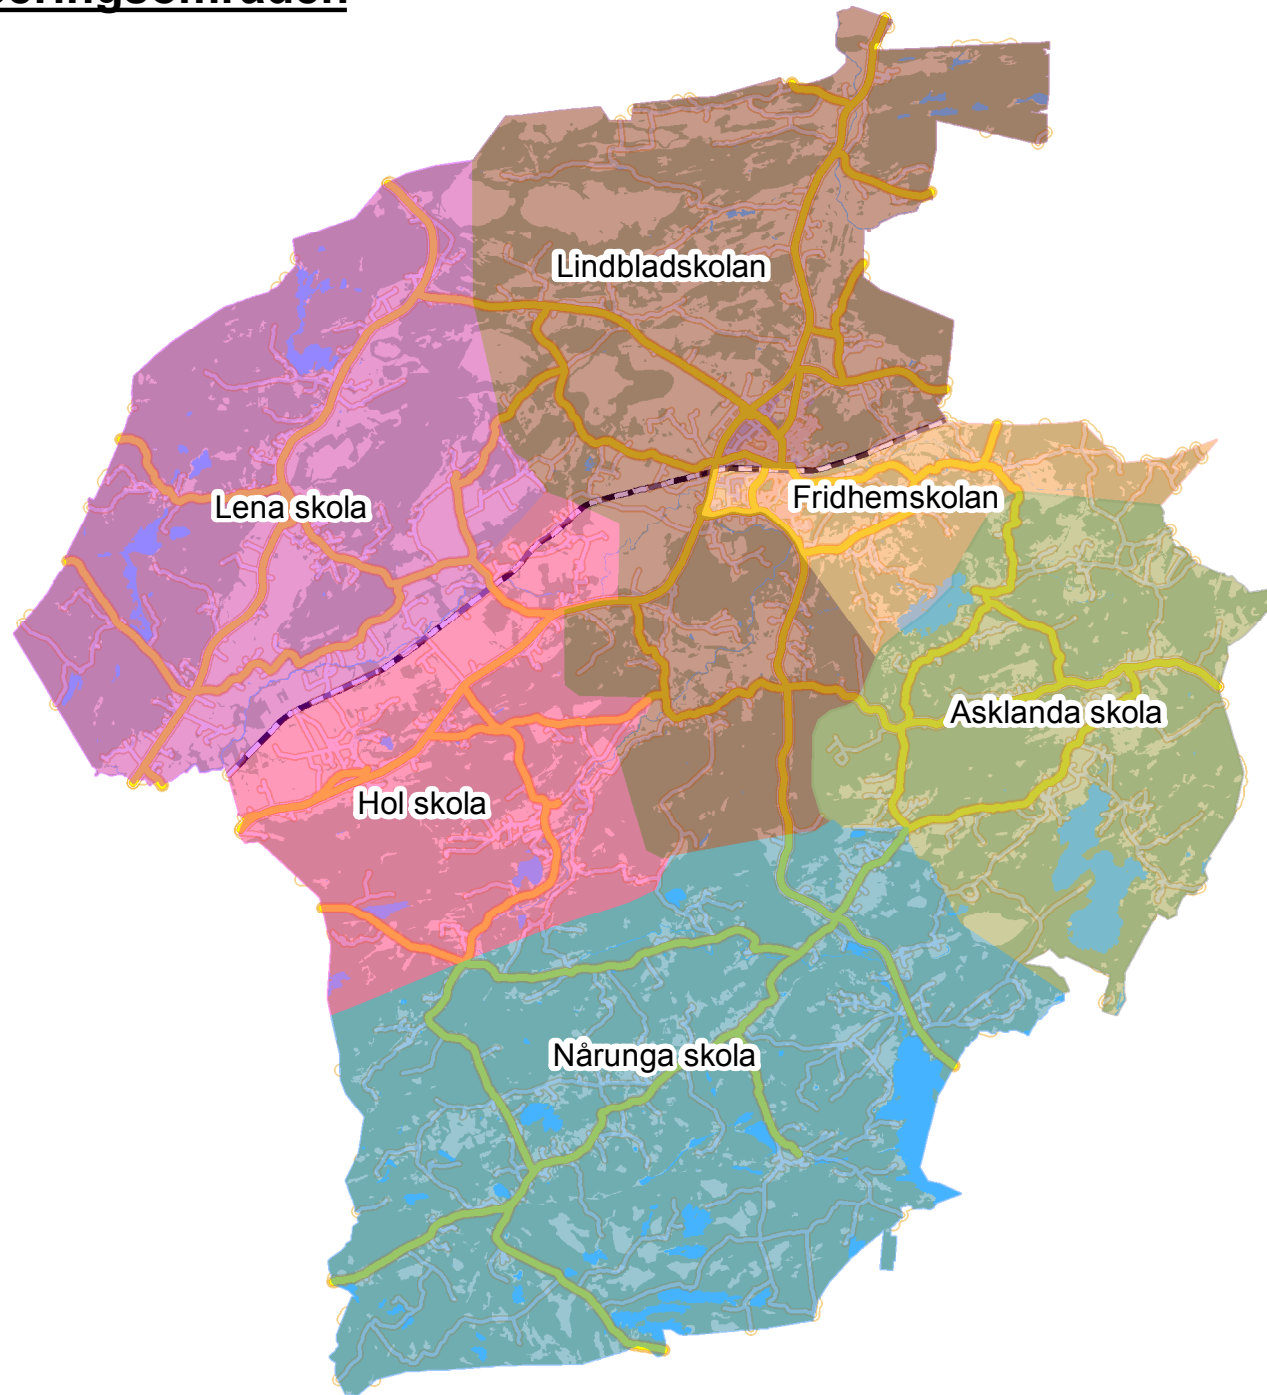 Lindbladskolan
Fridhemskolan
Lena skola
Asklanda skola
Hol skola
Nårunga skola